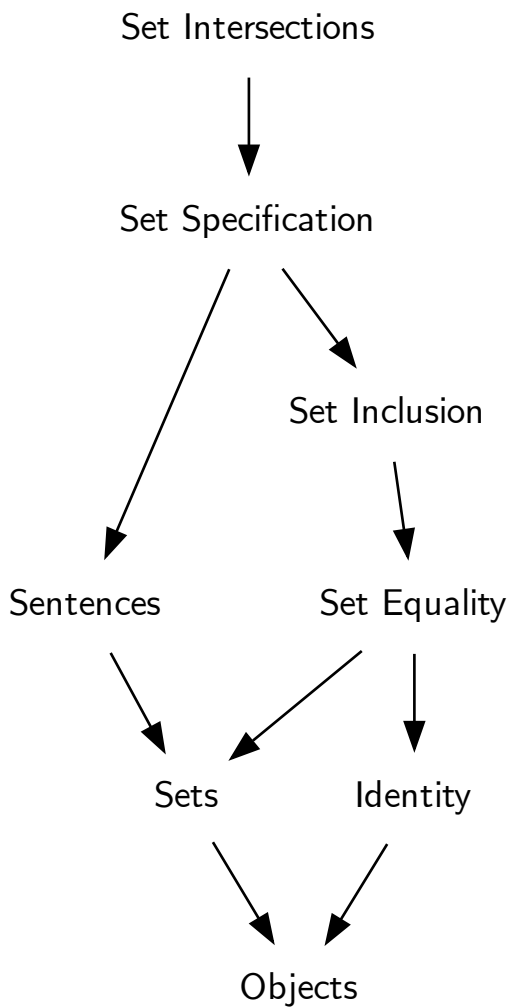 Set Intersections
Set Specification
Set Inclusion
Sentences
Set Equality
Sets
Identity
Objects